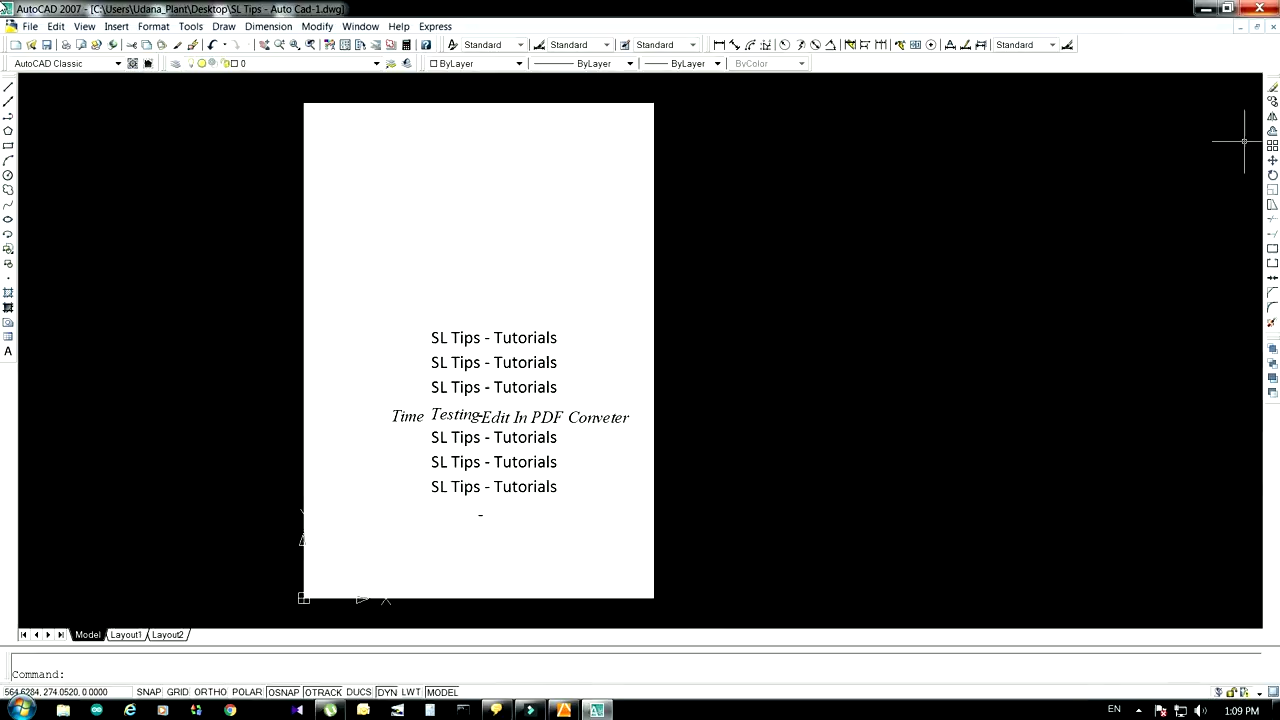 AutoCAD 2007 - [C:\Users\Udana_Plant\Desktop\SL Tips - Auto Cad-1.dwg]
File Edit View Insert Format Tools Draw Dimension Modify Window Help Express
Standard Standard Standard Standard
AutoCAD Classic 0 ByLayer ByLayer ByLayer ByColor
SL Tips - Tutorials
SL Tips - Tutorials
SL Tips - Tutorials
Time Testing-Edit In PDF Conveter
SL Tips - Tutorials
SL Tips - Tutorials
SL Tips - Tutorials
-
A
Y
X
Model Layout1 Layout2
Command:
564.6284, 274.0520, 0.0000 SNAP GRID ORTHO POLAR OSNAP OTRACK DUCS DYN LWT MODEL
EN 1:09 PM